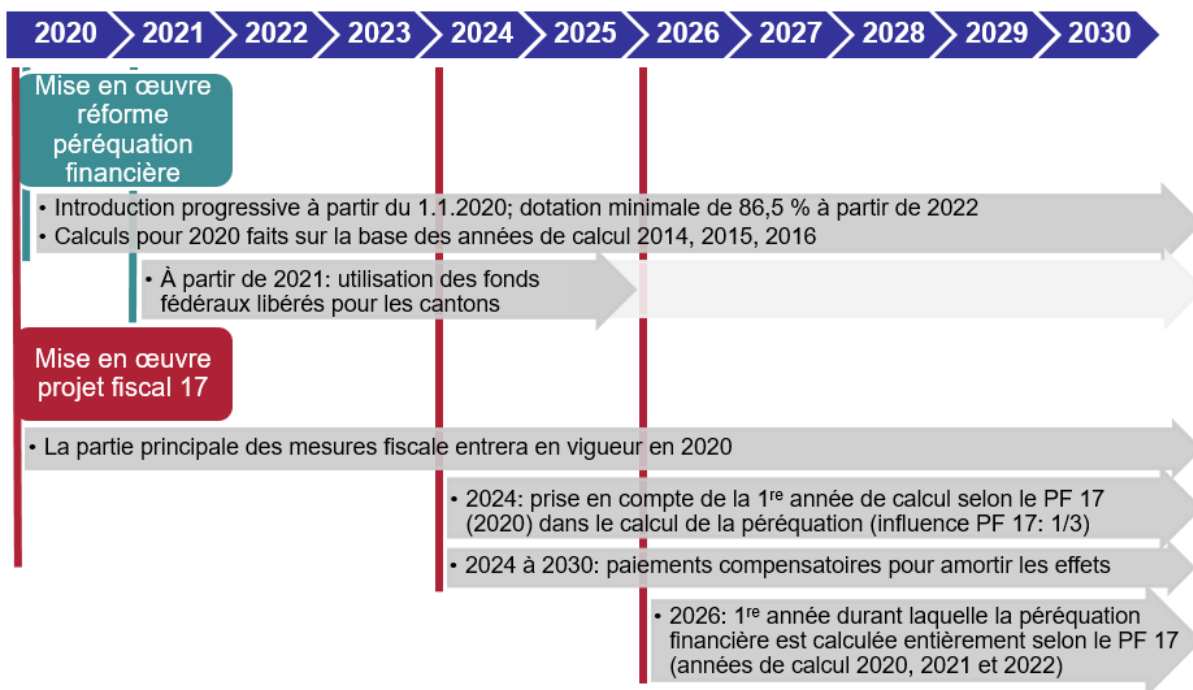 2020 2021 2022 2023 2024 2025 2026 2027 2028 2029 2030
Mise en œuvre
réforme
péréquation
financière
• Introduction progressive à partir du 1.1.2020; dotation minimale de 86,5 % à partir de 2022
• Calculs pour 2020 faits sur la base des années de calcul 2014, 2015, 2016
• À partir de 2021: utilisation des fonds
fédéraux libérés pour les cantons
Mise en œuvre
projet fiscal 17
• La partie principale des mesures fiscale entrera en vigueur en 2020
• 2024: prise en compte de la 1re année de calcul selon le PF 17
(2020) dans le calcul de la péréquation (influence PF 17: 1/3)
• 2024 à 2030: paiements compensatoires pour amortir les effets
• 2026: 1re année durant laquelle la péréquation
financière est calculée entièrement selon le PF 17
(années de calcul 2020, 2021 et 2022)